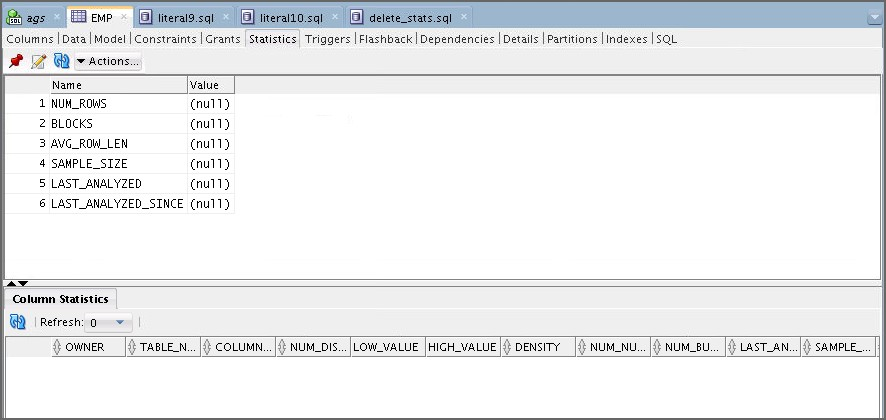 ags EMP literal9.sql literal10.sql delete_stats.sql
Columns Data Model Constraints Grants Statistics Triggers Flashback Dependencies Details Partitions Indexes SQL
Actions...
Name Value
1 NUM_ROWS (null)
2 BLOCKS (null)
3 AVG_ROW_LEN (null)
4 SAMPLE_SIZE (null)
5 LAST_ANALYZED (null)
6 LAST_ANALYZED_SINCE (null)
Column Statistics
Refresh: 0
OWNER TABLE_N... COLUMN... NUM_DIS... LOW_VALUE HIGH_VALUE DENSITY NUM_NU... NUM_BU... LAST_AN... SAMPLE_...